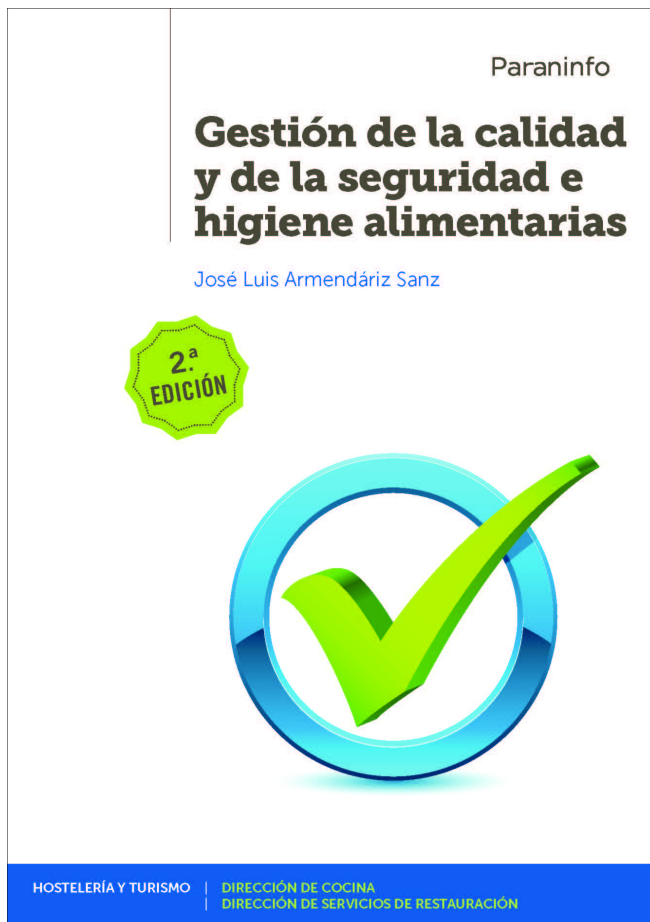 Paraninfo
Gestión de la calidad
y de la seguridad e
higiene alimentarias
José Luis Armendáriz Sanz
2.ª
EDICIÓN
HOSTELERÍA Y TURISMO | DIRECCIÓN DE COCINA
| DIRECCIÓN DE SERVICIOS DE RESTAURACIÓN